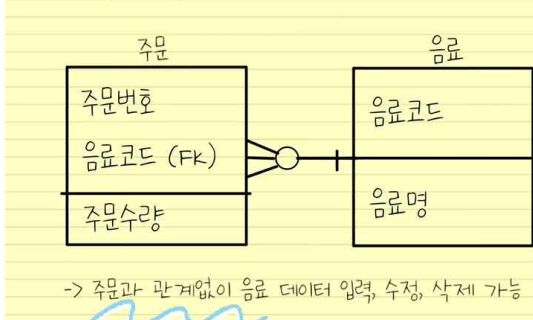 주문 음료
주문번호
음료코드 (FK)
주문수량
음료코드
음료명
-> 주문과 관계없이 음료 데이터 입력, 수정, 삭제 가능